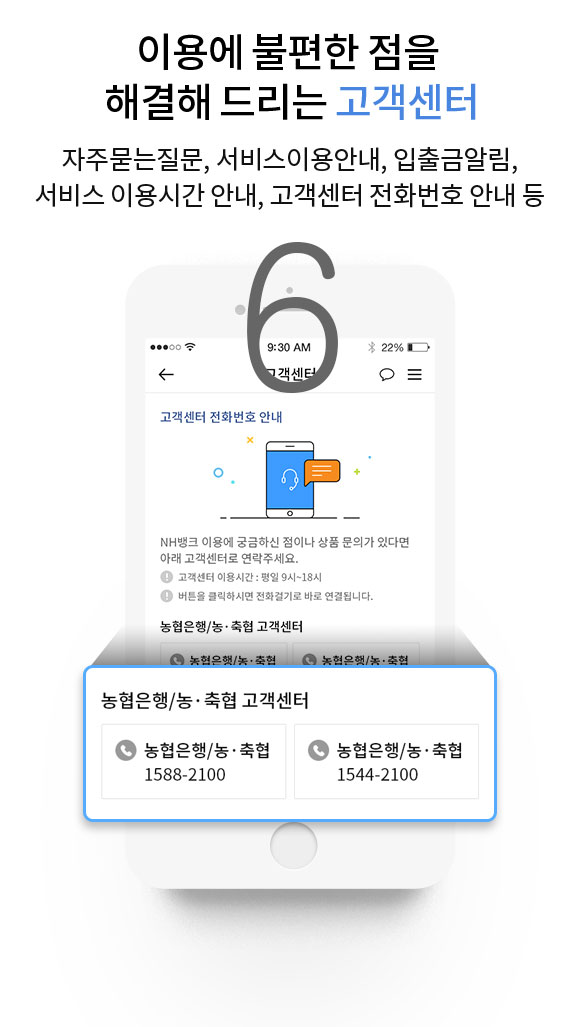 이용에 불편한 점을
해결해 드리는 고객센터
자주묻는질문, 서비스이용안내, 입출금알림,
서비스 이용시간 안내, 고객센터 전화번호 안내 등
6
9:30 AM
22%
고객센터
고객센터 전화번호 안내
NH뱅크 이용에 궁금하신 점이나 상품 문의가 있다면
아래 고객센터로 연락주세요.
고객센터 이용시간 : 평일 9시~18시
버튼을 클릭하시면 전화걸기로 바로 연결됩니다.
농협은행/농·축협 고객센터
농협은행/농·축협 농협은행/농·축협
농협은행/농·축협 고객센터
농협은행/농·축협 농협은행/농·축협
1588-2100 1544-2100